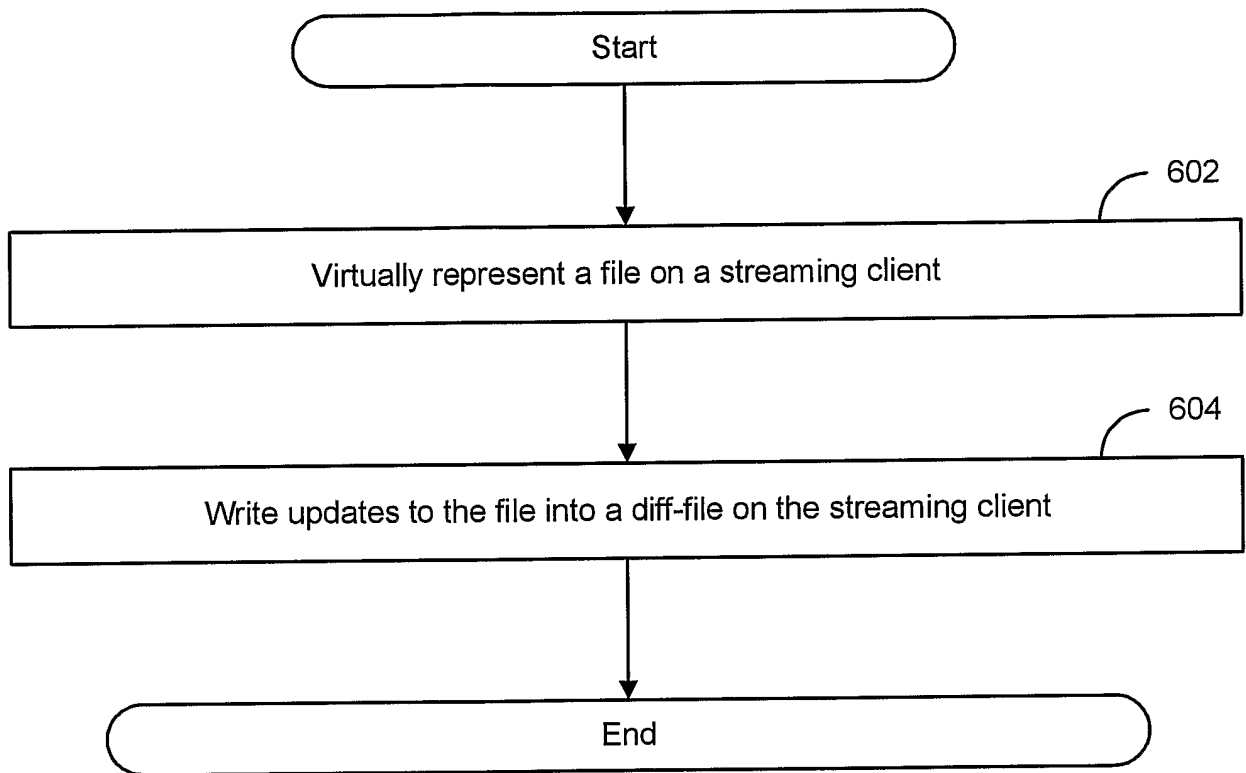 Start
602
Virtually represent a file on a streaming client
604
Write updates to the file into a diff-file on the streaming client
End